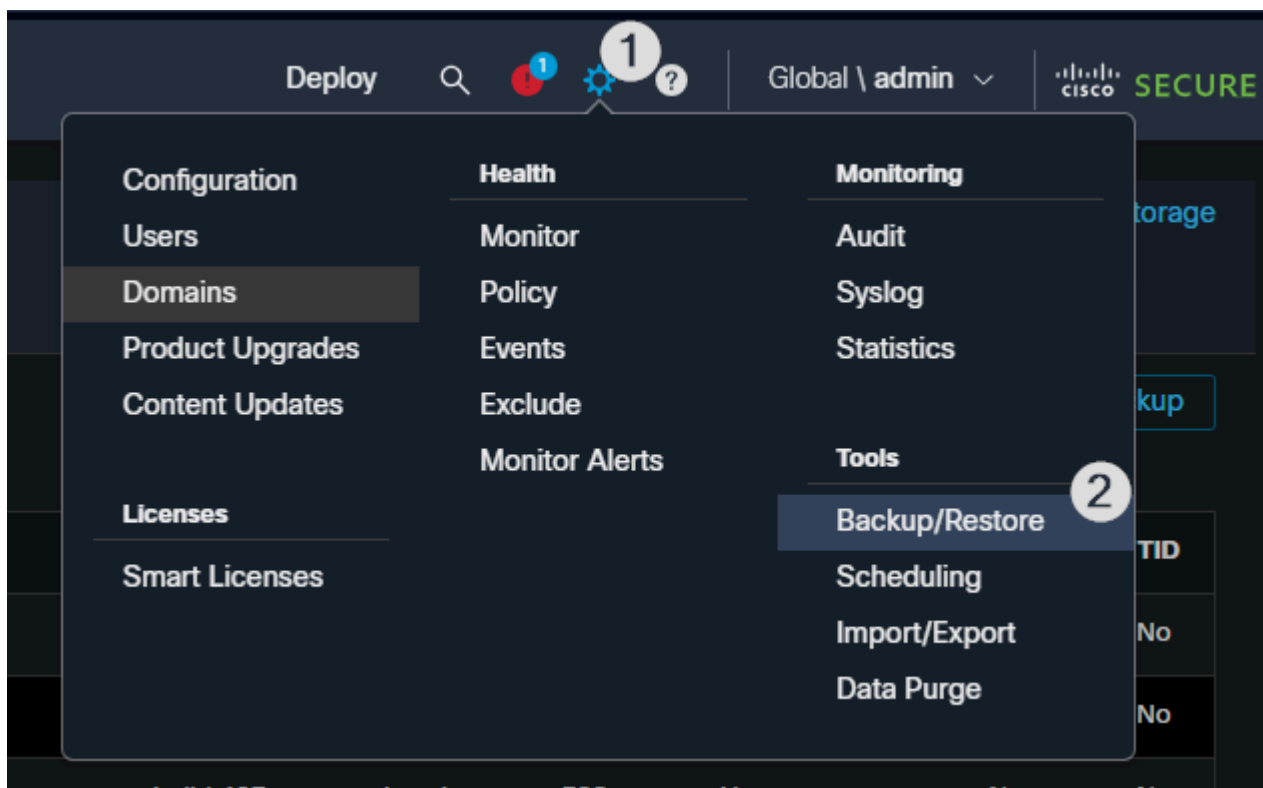 Deploy
1
1
?
Global \ admin
cisco SECURE
Configuration
Users
Domains
Product Upgrades
Content Updates
Licenses
Smart Licenses
Health
Monitor
Policy
Events
Exclude
Monitor Alerts
Monitoring
Audit
Syslog
Statistics
Tools
2
Backup/Restore
Scheduling
Import/Export
Data Purge
torage
kup
TID
No
No